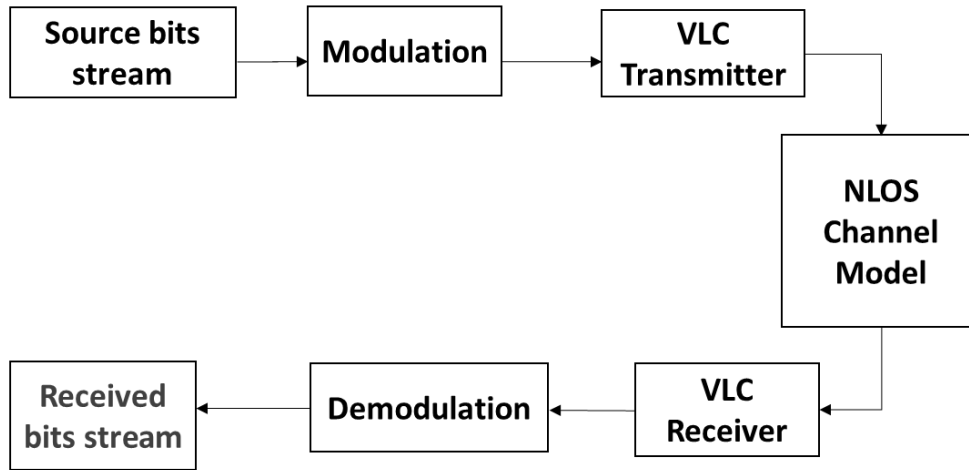 Source bits
stream
Modulation
VLC
Transmitter
NLOS
Channel
Model
VLC
Receiver
Demodulation
Received
bits stream